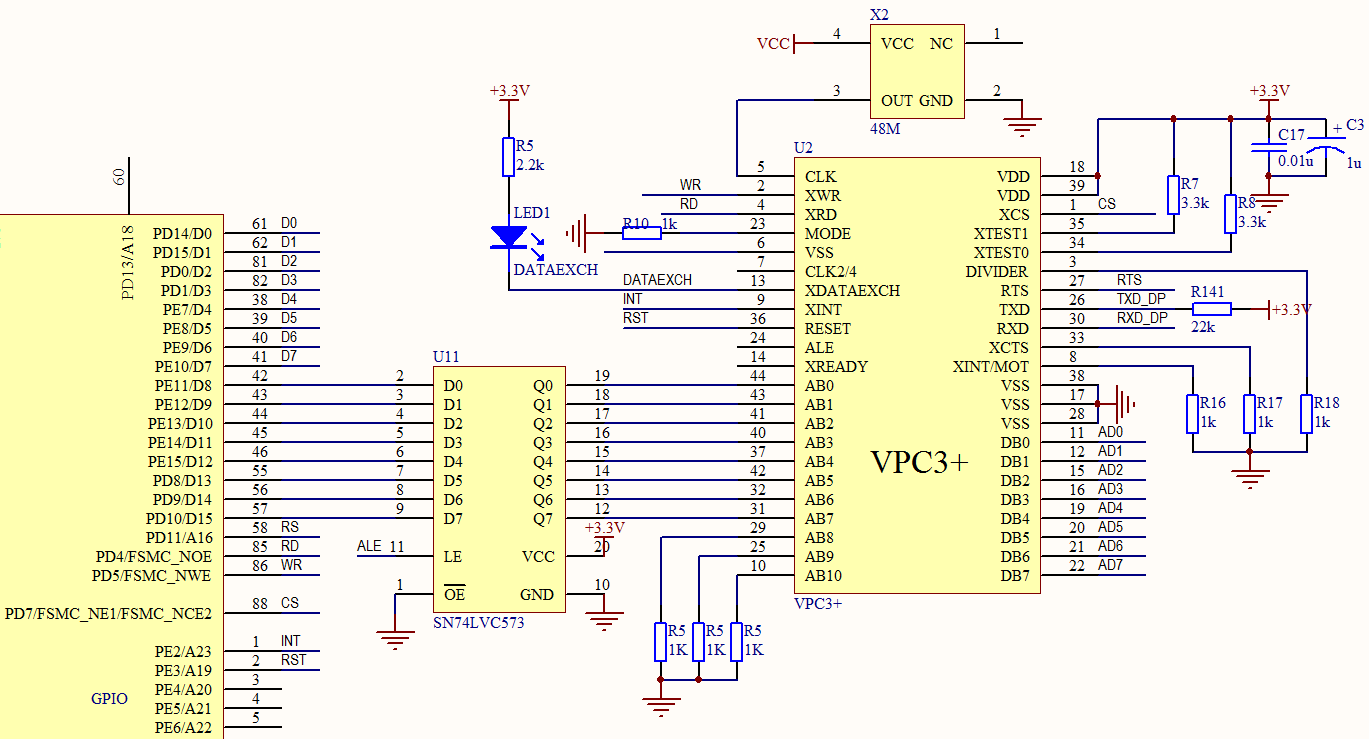 X2
VCC 4 VCC NC 1
3 OUT GND 2
48M
+3.3V
R5
2.2k
LED1
DATAEXCH
R10 1k
+3.3V
C17
0.01u
+ C3
1u
R7
3.3k
R8
3.3k
60
PD13/A18
PD14/D0 61 D0
PD15/D1 62 D1
PD0/D2 81 D2
PD1/D3 82 D3
PE7/D4 38 D4
PE8/D5 39 D5
PE9/D6 40 D6
PE10/D7 41 D7
PE11/D8 42
PE12/D9 43
PE13/D10 44
PE14/D11 45
PE15/D12 46
PD8/D13 55
PD9/D14 56
PD10/D15 57
PD11/A16 58 RS
PD4/FSMC_NOE 85 RD
PD5/FSMC_NWE 86 WR
PD7/FSMC_NE1/FSMC_NCE2 88 CS
PE2/A23 1 INT
PE3/A19 2 RST
PE4/A20 3
PE5/A21 4
PE6/A22 5
GPIO
U11
2 D0 Q0 19
3 D1 Q1 18
4 D2 Q2 17
5 D3 Q3 16
6 D4 Q4 15
7 D5 Q5 14
8 D6 Q6 13
9 D7 Q7 12
+3.3V
ALE 11 LE VCC 20
1 OE GND 10
SN74LVC573
U2
5 CLK VDD 18
WR 2 XWR VDD 39
RD 4 XRD XCS 1 CS
23 MODE XTEST1 35
6 VSS XTEST0 34
7 CLK2/4 DIVIDER 3
DATAEXCH 13 XDATAEXCH RTS 27 RTS
INT 9 XINT TXD 26 TXD_DP
RST 36 RESET RXD 30 RXD_DP
24 ALE XCTS 33
14 XREADY XINT/MOT 8
44 AB0 VSS 38
43 AB1 VSS 17
41 AB2 VSS 28
40 AB3 DB0 11 AD0
37 AB4 DB1 12 AD1
42 AB5 DB2 15 AD2
32 AB6 DB3 16 AD3
31 AB7 DB4 19 AD4
29 AB8 DB5 20 AD5
25 AB9 DB6 21 AD6
10 AB10 DB7 22 AD7
VPC3+
VPC3+
R141
22k
+3.3V
R16
1k
R17
1k
R18
1k
R5
1K
R5
1K
R5
1K